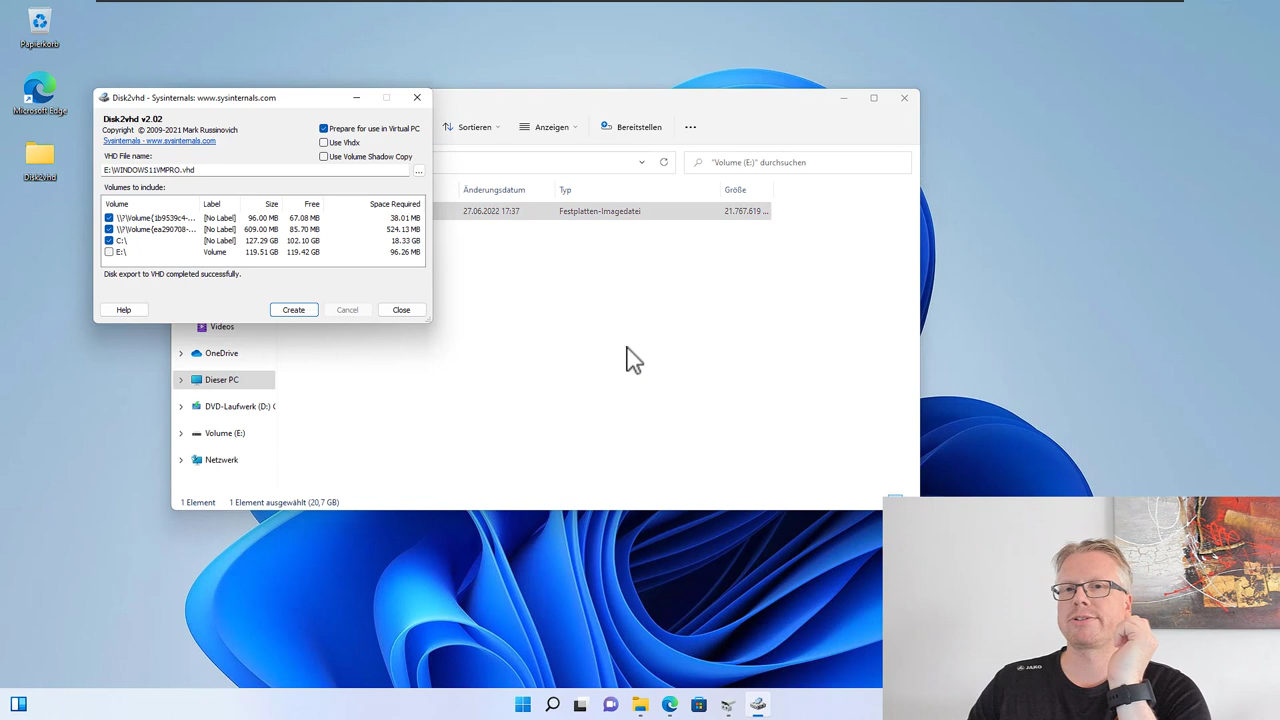 Papierkorb
Microsoft Edge
Disk2vhd
Disk2vhd - Sysinternals: www.sysinternals.com
Disk2vhd v2.02
Copyright © 2009-2021 Mark Russinovich
Sysinternals - www.sysinternals.com
Prepare for use in Virtual PC
Use Vhdx
Use Volume Shadow Copy
VHD File name:
E:\WINDOWS11VMPRO.vhd
...
Volumes to include:
Volume Label Size Free Space Required
\\?\Volume{1b9539c4-... [No Label] 96.00 MB 67.08 MB 38.01 MB
\\?\Volume{ea290708-... [No Label] 609.00 MB 85.70 MB 524.13 MB
C:\ [No Label] 127.29 GB 102.10 GB 18.33 GB
E:\ Volume 119.51 GB 119.42 GB 96.26 MB
Disk export to VHD completed successfully.
Help Create Cancel Close
Sortieren Anzeigen Bereitstellen
"Volume (E:)" durchsuchen
Änderungsdatum Typ Größe
27.06.2022 17:37 Festplatten-Imagedatei 21.767.619 ...
Videos
OneDrive
Dieser PC
DVD-Laufwerk (D:)
Volume (E:)
Netzwerk
1 Element 1 Element ausgewählt (20,7 GB)
JAKO